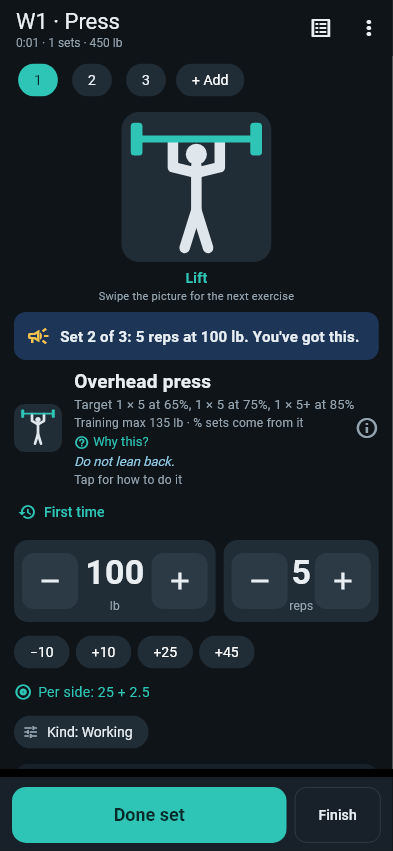 W1 · Press
0:01 · 1 sets · 450 lb
1 2 3 + Add
Lift
Swipe the picture for the next exercise
Set 2 of 3: 5 reps at 100 lb. You've got this.
Overhead press
Target 1 × 5 at 65%, 1 × 5 at 75%, 1 × 5+ at 85%
Training max 135 lb · % sets come from it
Why this?
Do not lean back.
Tap for how to do it
First time
− 100 + − 5 +
lb reps
−10 +10 +25 +45
Per side: 25 + 2.5
Kind: Working
Done set Finish